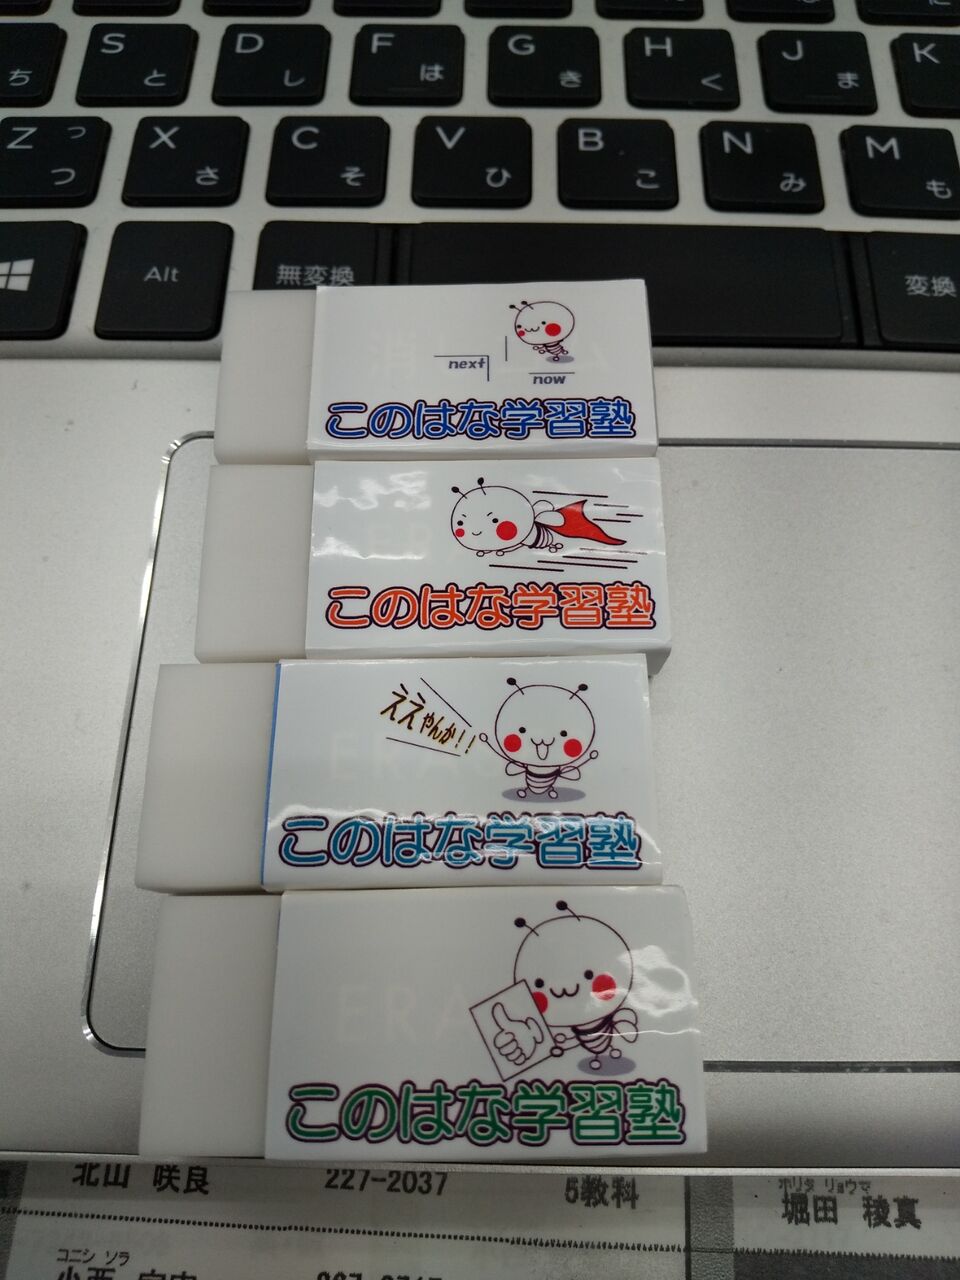 ち
S と
D し
F は
G き
H く
J ま
K
Z っ つ
X さ
C そ
V ひ
B こ
N み
M も
Alt
無変換
変換
next
now
このはな学習塾
このはな学習塾
ええやんか!!
このはな学習塾
このはな学習塾
北山 咲良 227-2037 5教科
ホリタ リョウマ
堀田 稜真
コニシ ソラ